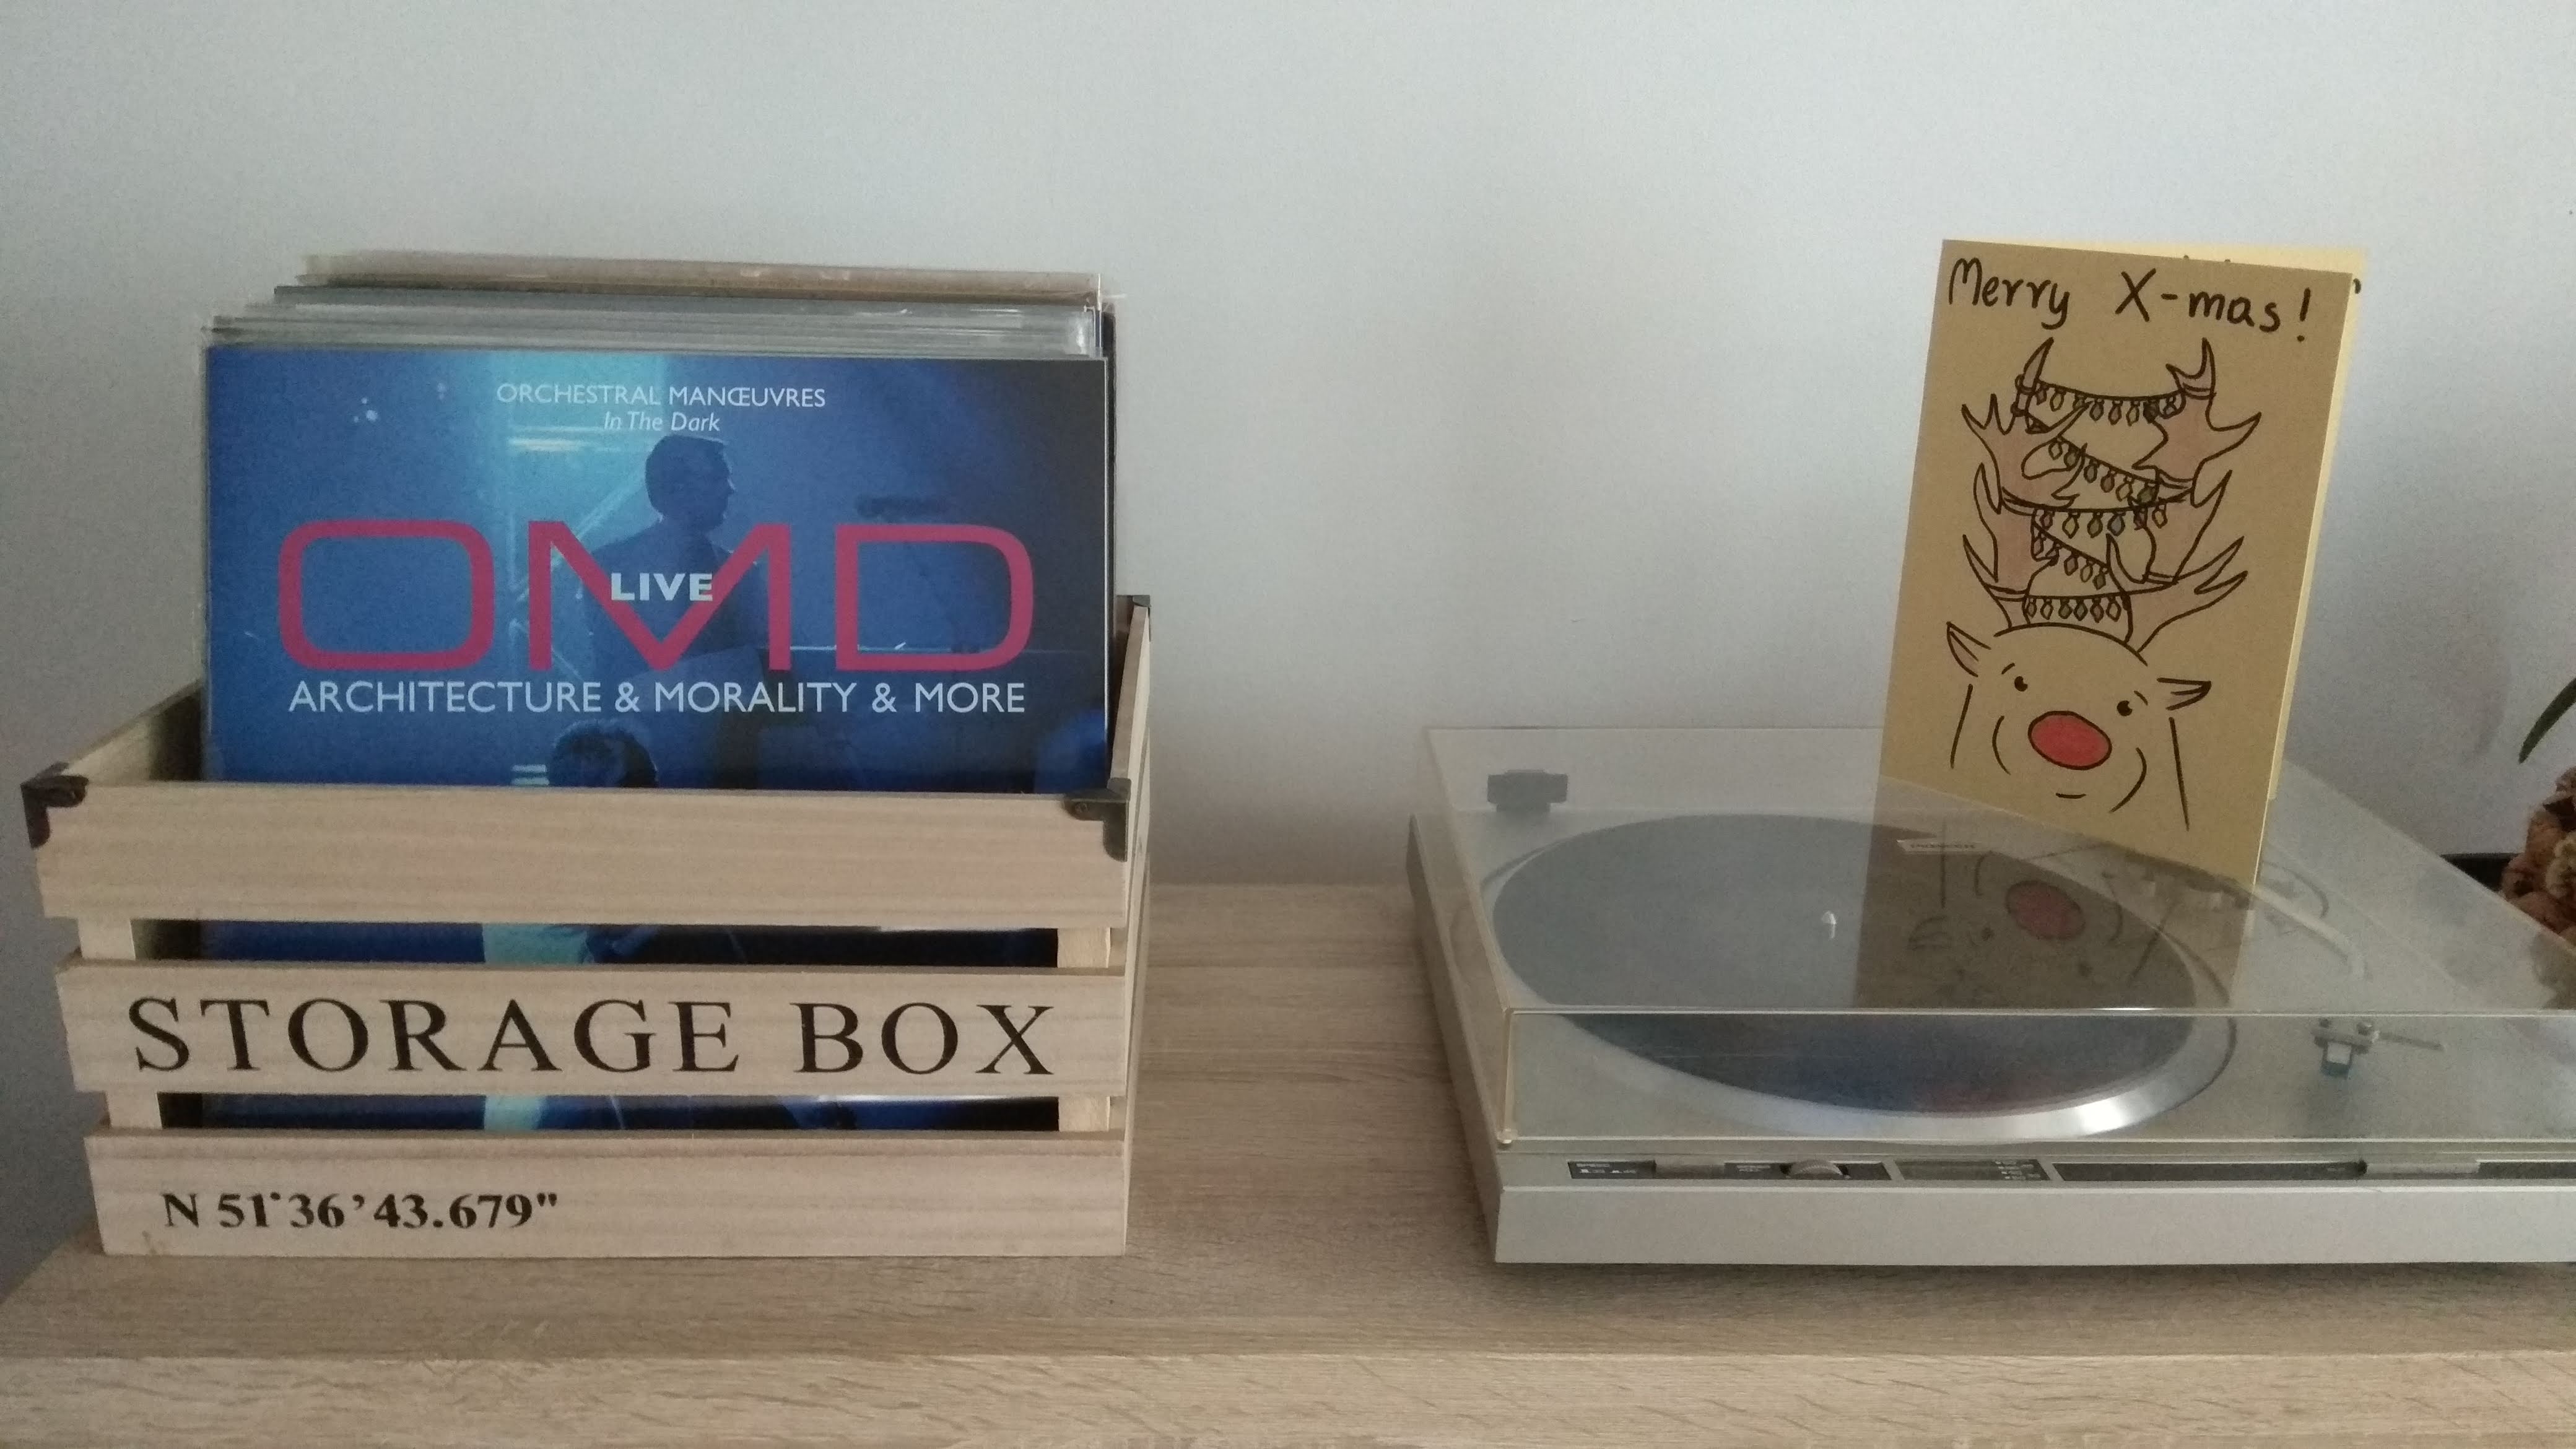 ORCHESTRAL MANŒUVRES
In The Dark
OMD
LIVE
ARCHITECTURE & MORALITY & MORE
STORAGE BOX
N 51°36'43.679"
Merry X-mas!